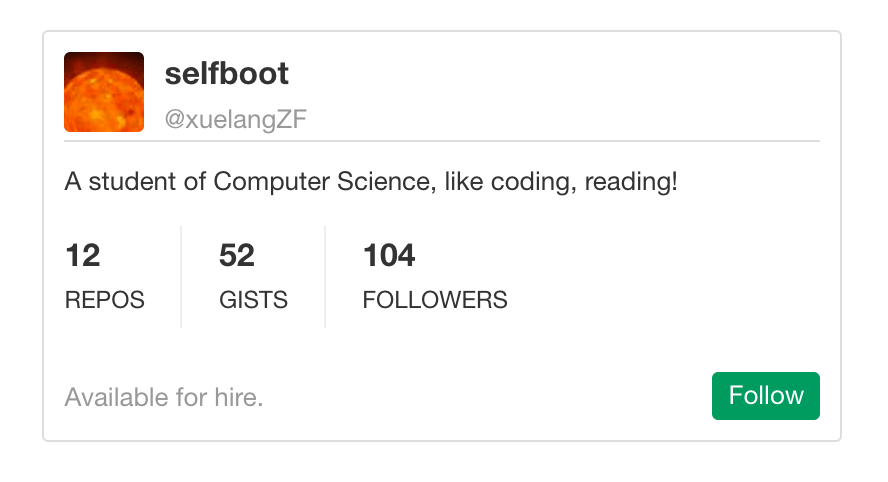 selfboot
@xuelangZF
A student of Computer Science, like coding, reading!
12
REPOS
52
GISTS
104
FOLLOWERS
Available for hire.
Follow